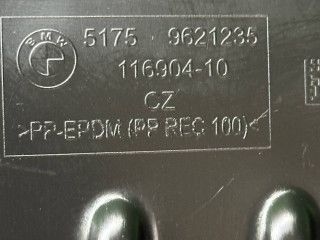 BMW
5175 · 9621235
116904-10
CZ
>PP-EPDM (PP REC 100)<